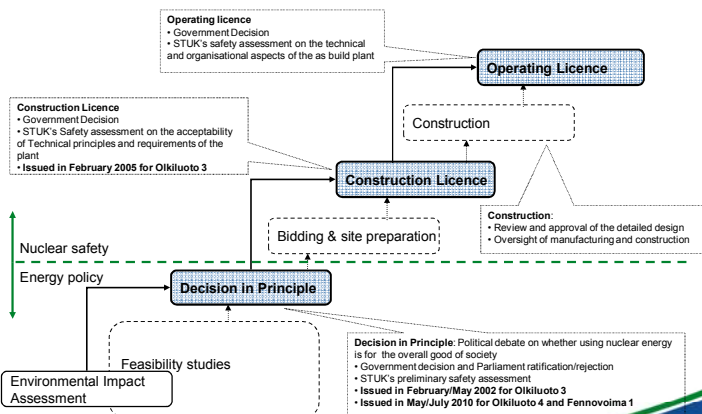 Operating licence
• Government Decision
• STUK's safety assessment on the technical
and organisational aspects of the as build plant
Operating Licence
Construction Licence
• Government Decision
• STUK's Safety assessment on the acceptability
of Technical principles and requirements of the
plant
• Issued in February 2005 for Olkiluoto 3
Construction
Construction Licence
Construction:
• Review and approval of the detailed design
• Oversight of manufacturing and construction
Bidding & site preparation
Nuclear safety
Energy policy
Decision in Principle
Decision in Principle: Political debate on whether using nuclear energy
is for the overall good of society
• Government decision and Parliament ratification/rejection
• STUK's preliminary safety assessment
• Issued in February/May 2002 for Olkiluoto 3
• Issued in May/July 2010 for Olkiluoto 4 and Fennovoima 1
Feasibility studies
Environmental Impact
Assessment